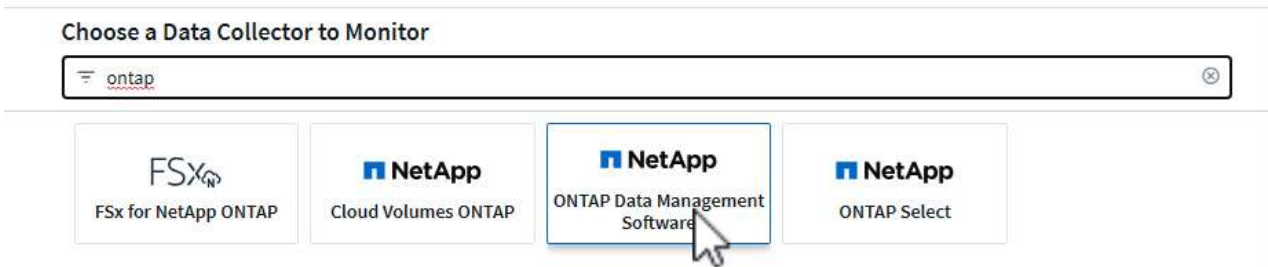 Choose a Data Collector to Monitor
ontap
FSxN
FSx for NetApp ONTAP
NetApp
Cloud Volumes ONTAP
NetApp
ONTAP Data Management
Software
NetApp
ONTAP Select